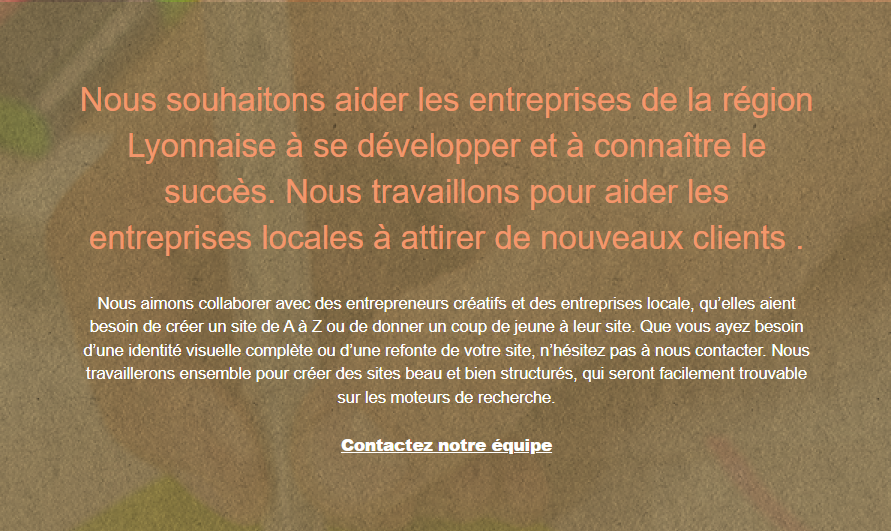 Nous souhaitons aider les entreprises de la région
Lyonnaise à se développer et à connaître le
succès. Nous travaillons pour aider les
entreprises locales à attirer de nouveaux clients .
Nous aimons collaborer avec des entrepreneurs créatifs et des entreprises locale, qu’elles aient
besoin de créer un site de A à Z ou de donner un coup de jeune à leur site. Que vous ayez besoin
d’une identité visuelle complète ou d’une refonte de votre site, n’hésitez pas à nous contacter. Nous
travaillerons ensemble pour créer des sites beau et bien structurés, qui seront facilement trouvable
sur les moteurs de recherche.
Contactez notre équipe